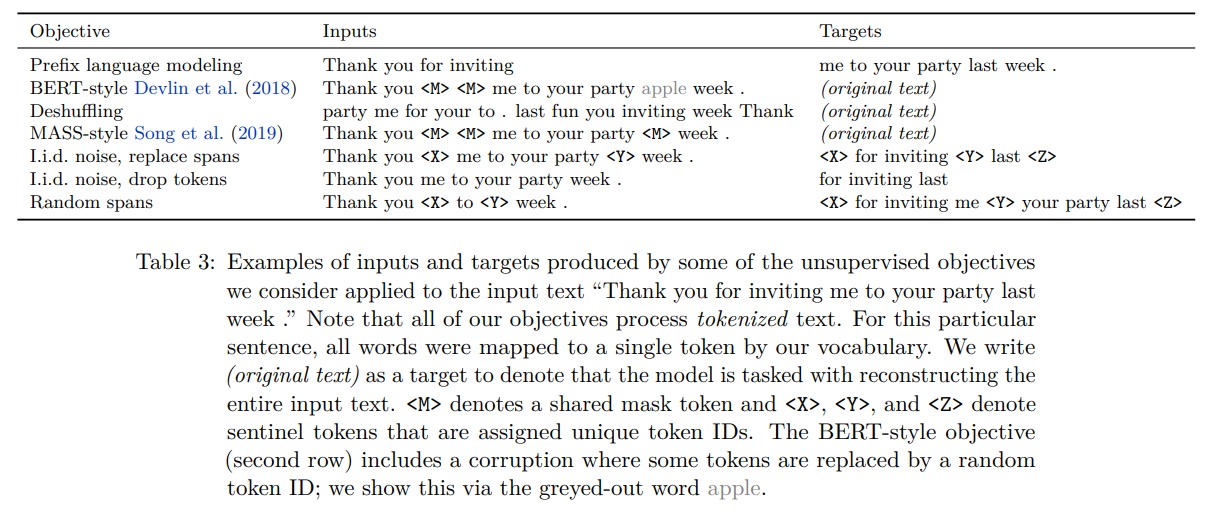 Objective Inputs Targets
Prefix language modeling Thank you for inviting me to your party last week .
BERT-style Devlin et al. (2018) Thank you <M> <M> me to your party apple week . (original text)
Deshuffling party me for your to . last fun you inviting week Thank (original text)
MASS-style Song et al. (2019) Thank you <M> <M> me to your party <M> week . (original text)
I.i.d. noise, replace spans Thank you <X> me to your party <Y> week . <X> for inviting <Y> last <Z>
I.i.d. noise, drop tokens Thank you me to your party week . for inviting last
Random spans Thank you <X> to <Y> week . <X> for inviting me <Y> your party last <Z>
Table 3: Examples of inputs and targets produced by some of the unsupervised objectives
we consider applied to the input text “Thank you for inviting me to your party last
week .” Note that all of our objectives process tokenized text. For this particular
sentence, all words were mapped to a single token by our vocabulary. We write
(original text) as a target to denote that the model is tasked with reconstructing the
entire input text. <M> denotes a shared mask token and <X>, <Y>, and <Z> denote
sentinel tokens that are assigned unique token IDs. The BERT-style objective
(second row) includes a corruption where some tokens are replaced by a random
token ID; we show this via the greyed-out word apple.